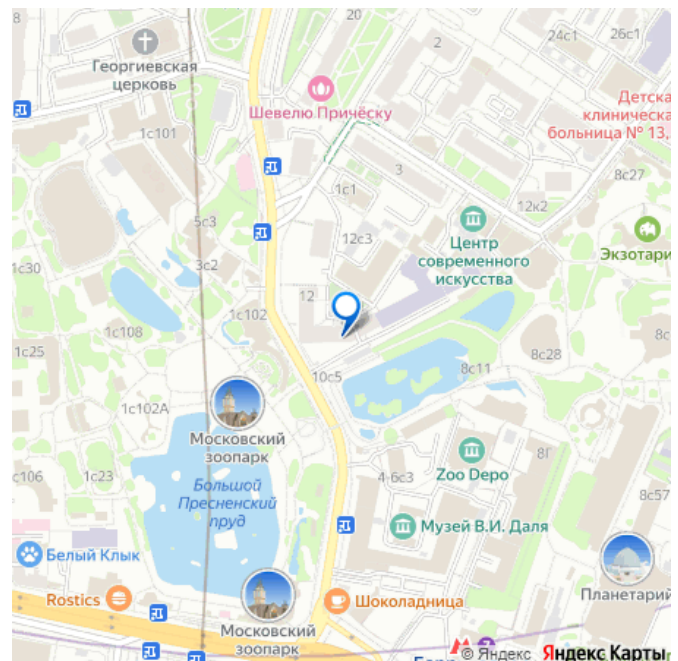 8
20
2
24с1
26с1
Георгиевская
церковь
Шевелю Причёску
Детска
клиническа
больница № 13,
1с101
3
8с27
1с1
12к2
5с3
12с3
Центр
современного
искусства
Экзотари
3с2
1с30
12
1с108
1с102
8с
1с25
8с28
10с5
8с11
1с102А
Московский
зоопарк
4-6с3
8Г
с106
1с23
Zoo Depo
Большой
Пресненский
пруд
8с57
Музей В.И. Даля
Белый Клык
Планетарий
Rostics
Шоколадница
Московский
зоопарк
Барр
© Яндекс Яндекс Карты